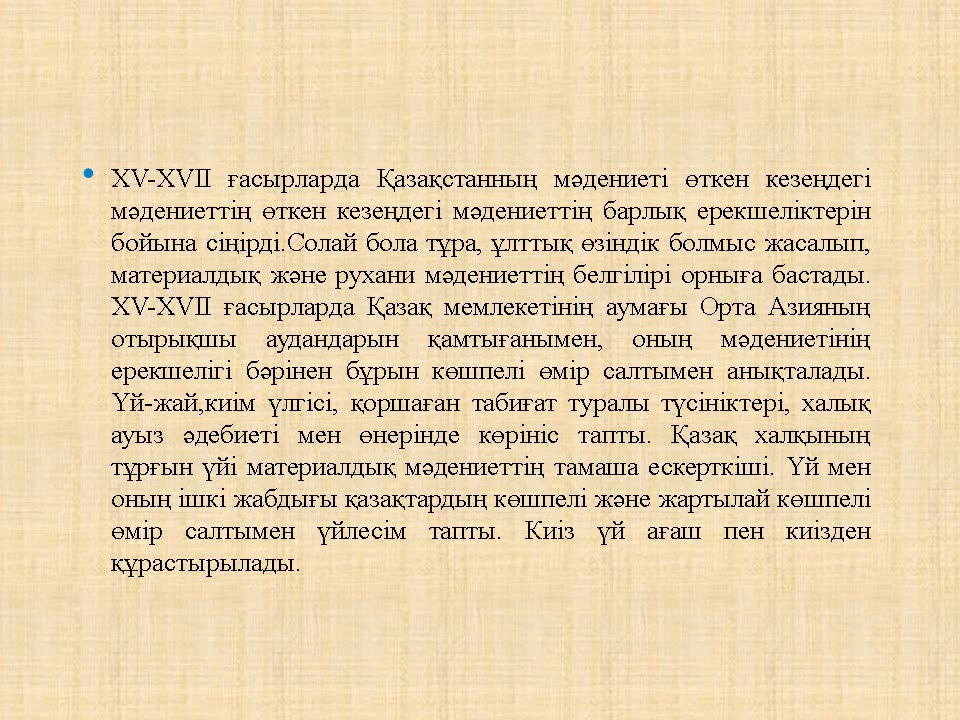 • XV-XVII ғасырларда Қазақстанның мәдениеті өткен кезеңдегі
мәдениеттің өткен кезеңдегі мәдениеттің барлық ерекшеліктерін
бойына сіңірді.Солай бола тұра, ұлттық өзіндік болмыс жасалып,
материалдық және рухани мәдениеттің белгілірі орныға бастады.
XV-XVII ғасырларда Қазақ мемлекетінің аумағы Орта Азияның
отырықшы аудандарын қамтығанымен, оның мәдениетінің
ерекшелігі бәрінен бұрын көшпелі өмір салтымен анықталады.
Үй-жай,киім үлгісі, қоршаған табиғат туралы түсініктері, халық
ауыз әдебиеті мен өнерінде көрініс тапты. Қазақ халқының
тұрғын үйі материалдық мәдениеттің тамаша ескерткіші. Үй мен
оның ішкі жабдығы қазақтардың көшпелі және жартылай көшпелі
өмір салтымен үйлесім тапты. Киіз үй ағаш пен киізден
құрастырылады.